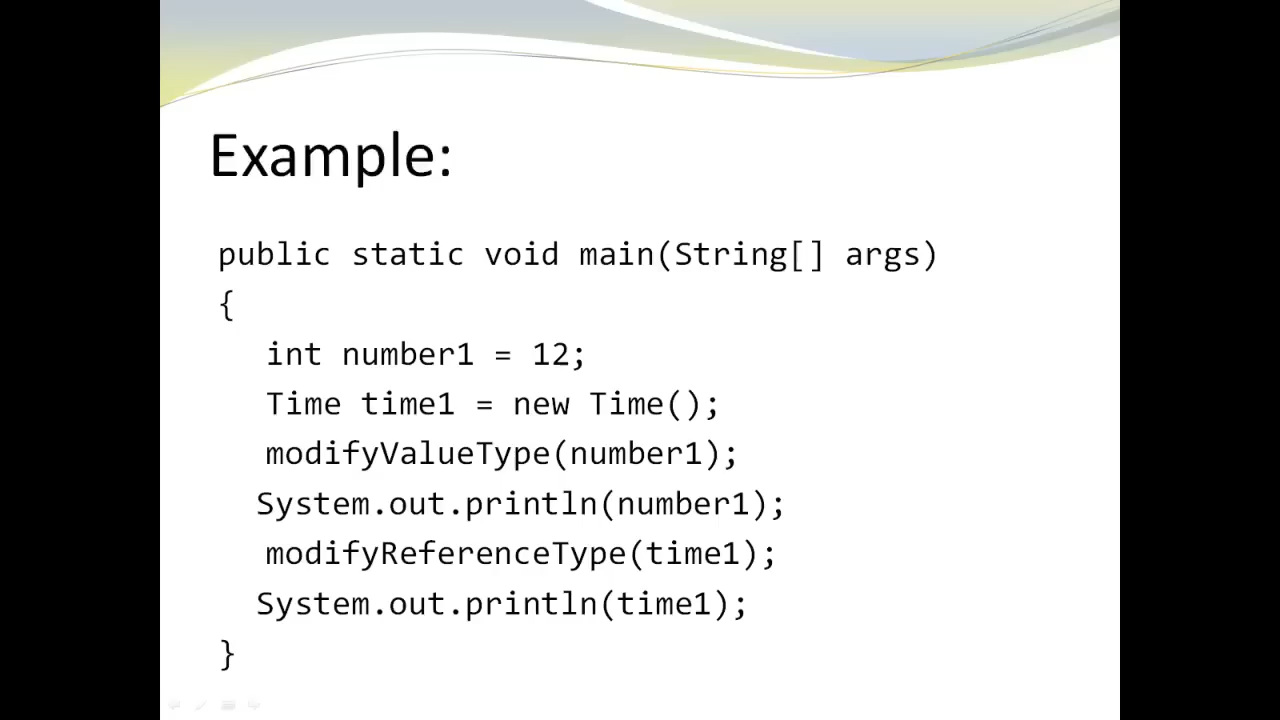 Example:
public static void main(String[] args)
{
int number1 = 12;
Time time1 = new Time();
modifyValueType(number1);
System.out.println(number1);
modifyReferenceType(time1);
System.out.println(time1);
}